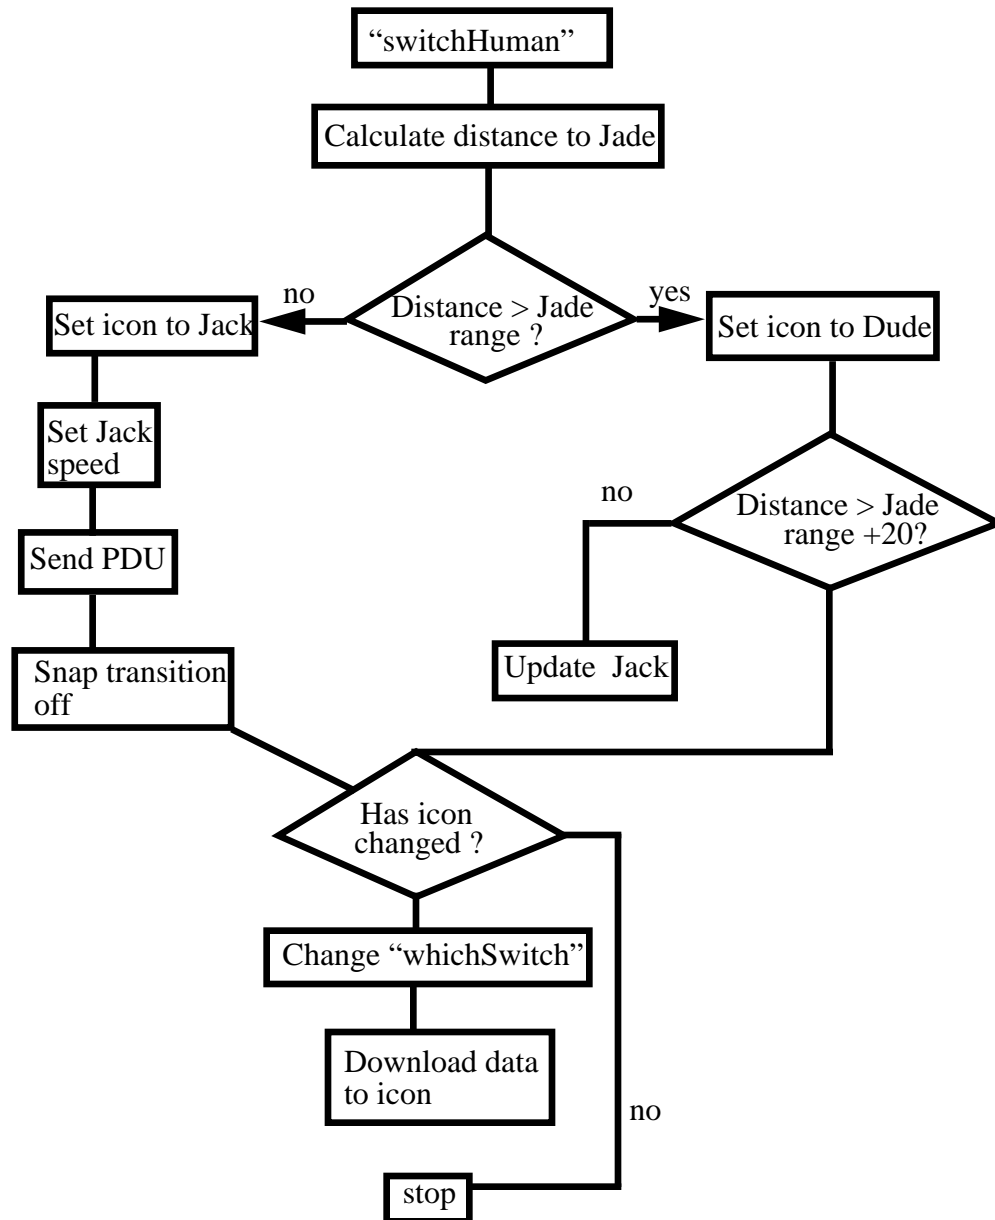 “switchHuman”
Calculate distance to Jade
no
Distance > Jade
range ?
yes
Set icon to Jack
Set icon to Dude
Set Jack
speed
no
Distance > Jade
range +20?
Send PDU
Snap transition
off
Update  Jack
Has icon
changed ?
Change “whichSwitch”
Download data
to icon
no
stop